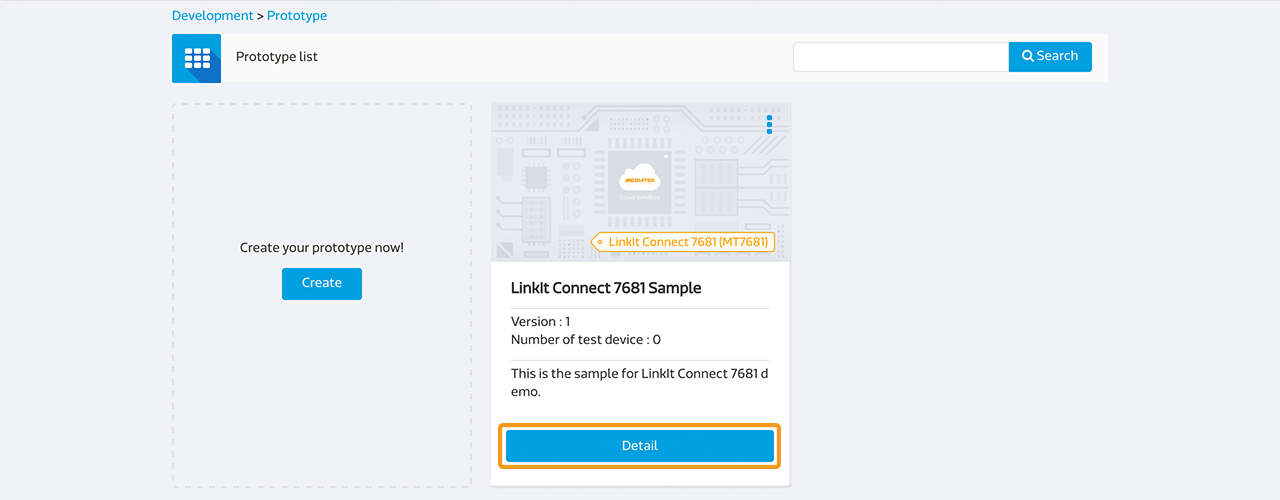 Development > Prototype
Prototype list
Search
Create your prototype now!
Create
MEDIATEK
Cloud Sandbox
LinkIt Connect 7681 (MT7681)
LinkIt Connect 7681 Sample
Version : 1
Number of test device : 0
This is the sample for LinkIt Connect 7681 d
emo.
Detail